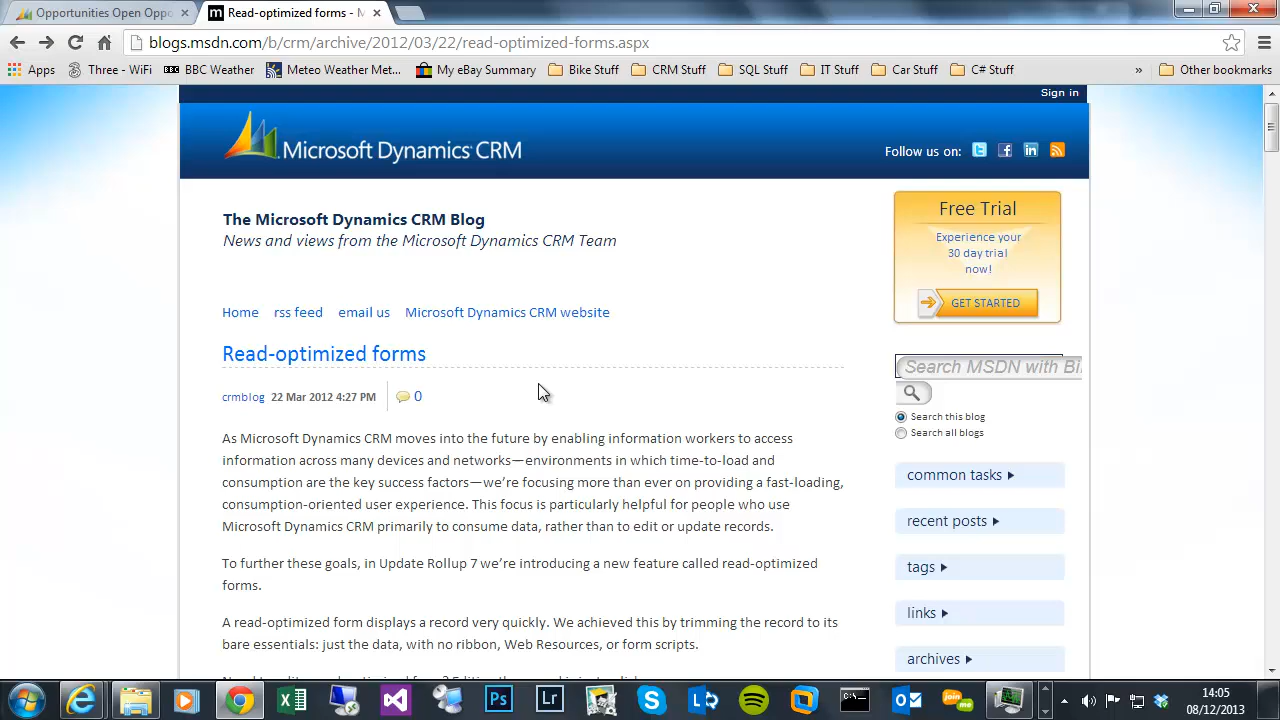 Opportunities Open Oppo
Read-optimized forms - M
blogs.msdn.com/b/crm/archive/2012/03/22/read-optimized-forms.aspx
Apps
Three - WiFi
BBC Weather
Meteo Weather Met...
My eBay Summary
Bike Stuff
CRM Stuff
SQL Stuff
IT Stuff
Car Stuff
C# Stuff
»
Other bookmarks
Sign in
Microsoft Dynamics CRM
Follow us on:
The Microsoft Dynamics CRM Blog
News and views from the Microsoft Dynamics CRM Team
Free Trial
Experience your
30 day trial
now!
GET STARTED
Home rss feed email us Microsoft Dynamics CRM website
Read-optimized forms
Search MSDN with Bi
crmblog 22 Mar 2012 4:27 PM 0
Search this blog
Search all blogs
As Microsoft Dynamics CRM moves into the future by enabling information workers to access
information across many devices and networks—environments in which time-to-load and
consumption are the key success factors—we're focusing more than ever on providing a fast-loading,
consumption-oriented user experience. This focus is particularly helpful for people who use
Microsoft Dynamics CRM primarily to consume data, rather than to edit or update records.
To further these goals, in Update Rollup 7 we're introducing a new feature called read-optimized
forms.
A read-optimized form displays a record very quickly. We achieved this by trimming the record to its
bare essentials: just the data, with no ribbon, Web Resources, or form scripts.
common tasks
recent posts
tags
links
archives
14:05
08/12/2013